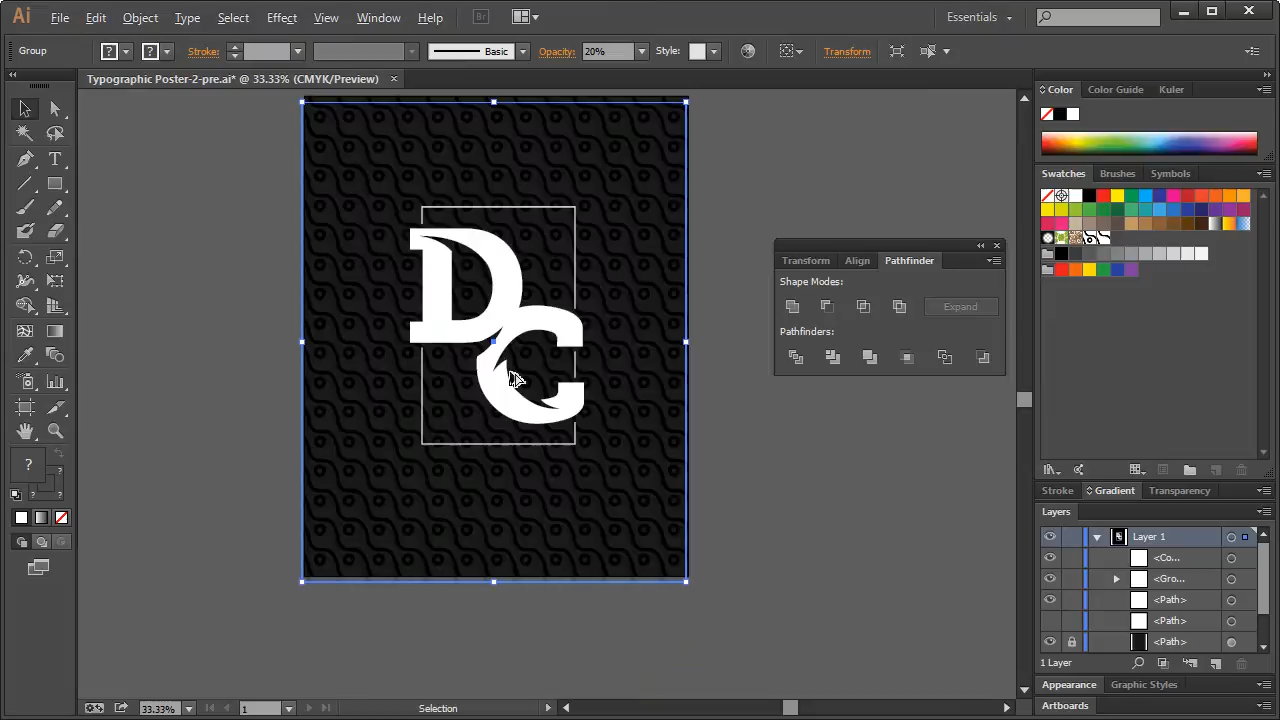 Ai File Edit Object Type Select Effect View Window Help Br Essentials
Group ? ? Stroke: Basic Opacity: 20% Style: Transform
Typographic Poster-2-pre.ai* @ 33.33% (CMYK/Preview) ×
Color Color Guide Kuler
Swatches Brushes Symbols
DC
Transform Align Pathfinder
Shape Modes:
Expand
Pathfinders:
?
? ?
Stroke Gradient Transparency
Layers
Layer 1
<Co...
<Gro...
<Path>
<Path>
<Path>
1 Layer
Appearance Graphic Styles
Artboards
33.33% 1 Selection